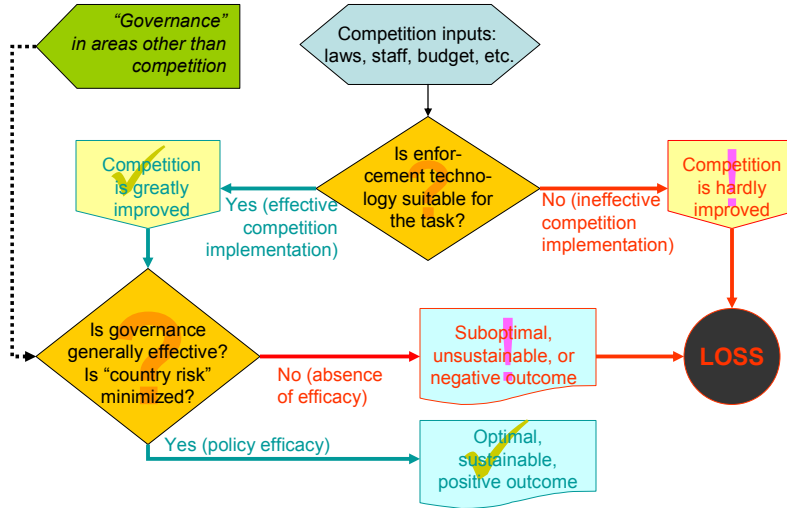 “Governance”
in areas other than
competition
Competition inputs:
laws, staff, budget, etc.
Is enfor-
cement techno-
logy suitable for
the task?
Competition
is greatly
improved
Yes (effective
competition
implementation)
No (ineffective
competition
implementation)
Competition
is hardly
improved
Is governance
generally effective?
Is “country risk”
minimized?
No (absence
of efficacy)
Suboptimal,
unsustainable, or
negative outcome
LOSS
Yes (policy efficacy)
Optimal,
sustainable,
positive outcome